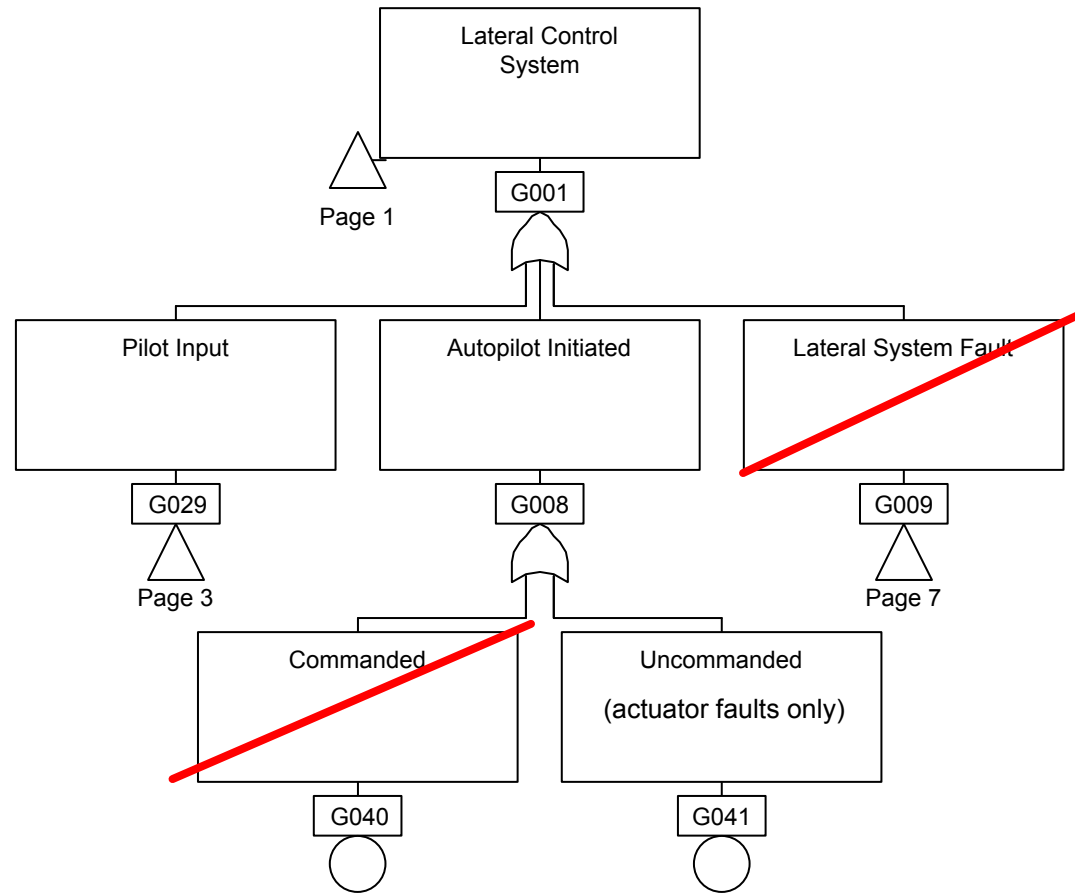 Lateral Control
System
Page 1
G001
Pilot Input
Autopilot Initiated
Lateral System Fault
G029
G008
G009
Page 3
Page 7
Commanded
Uncommanded
(actuator faults only)
G040
G041